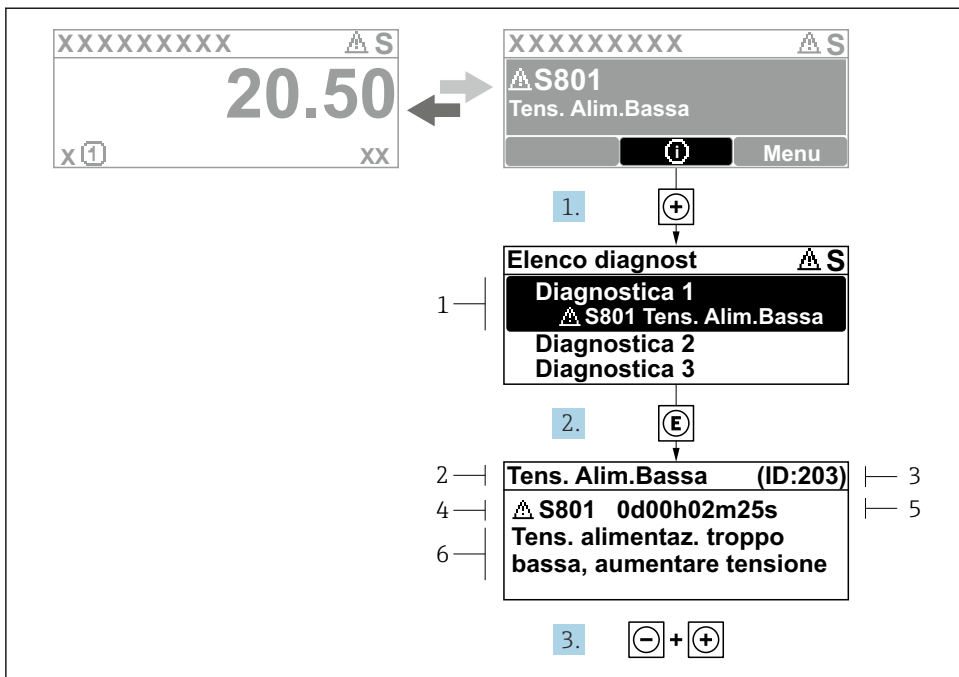 XXXXXXXXX ⚠ S
20.50
x 1 xx
XXXXXXXXX ⚠ S
⚠ S801
Tens. Alim.Bassa
i Menu
1. +
Elenco diagnost ⚠ S
1
Diagnostica 1
⚠ S801 Tens. Alim.Bassa
Diagnostica 2
Diagnostica 3
2. E
2 Tens. Alim.Bassa (ID:203) 3
4 ⚠ S801 0d00h02m25s 5
6
Tens. alimentaz. troppo
bassa, aumentare tensione
3. - + +